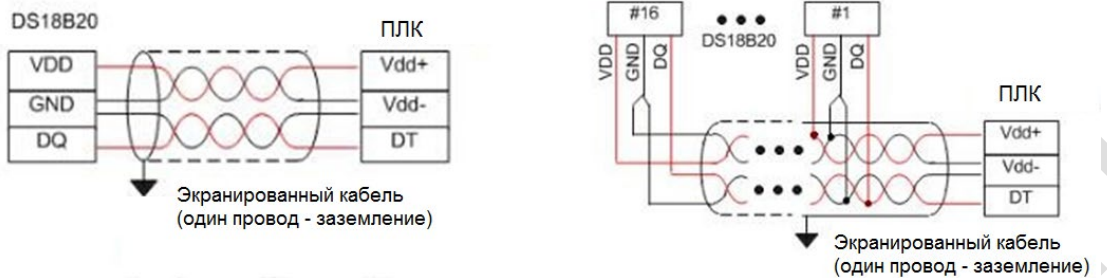 DS18B20
ПЛК
VDD
Vdd+
GND
Vdd-
DQ
DT
Экранированный кабель
(один провод - заземление)
#16
#1
DS18B20
VDD
GND
DQ
VDD
GND
DQ
ПЛК
Vdd+
Vdd-
DT
Экранированный кабель
(один провод - заземление)